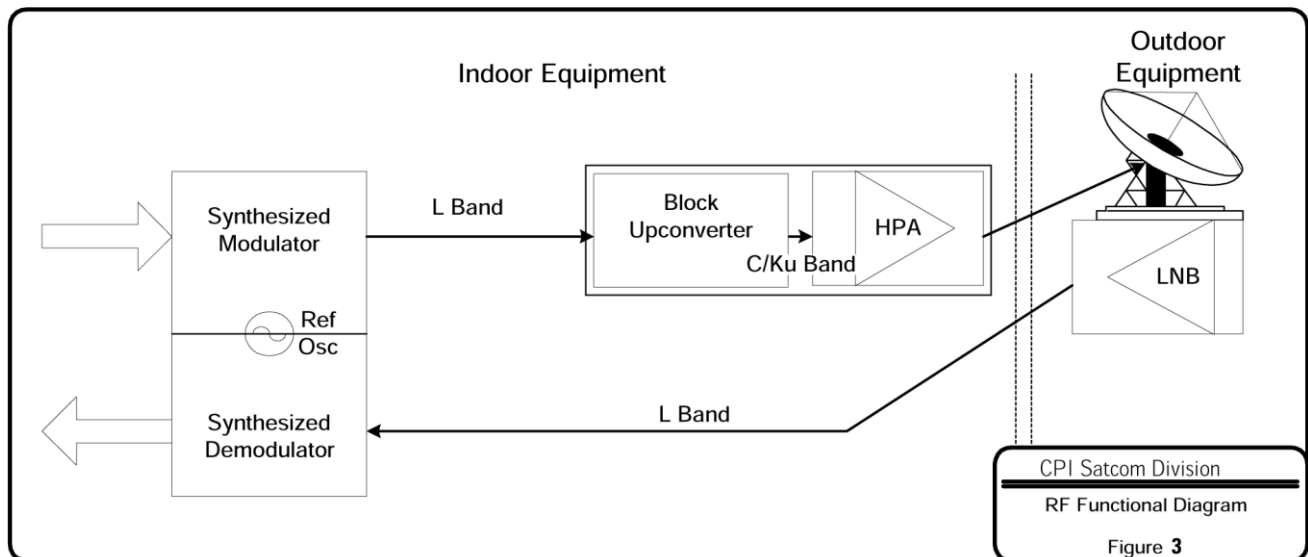 Indoor Equipment
Outdoor
Equipment
Synthesized
Modulator
L Band
Block
Upconverter
C/Ku Band
HPA
LNB
Ref
Osc
Synthesized
Demodulator
L Band
CPI Satcom Division
RF Functional Diagram
Figure 3